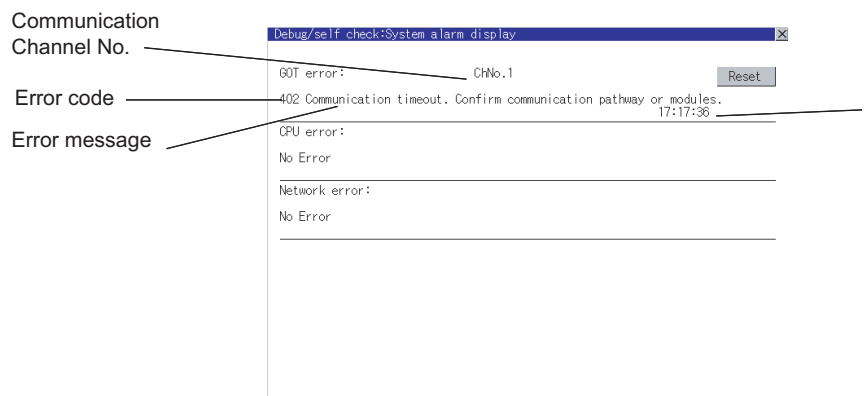 Communication
Channel No.
Debug/self check:System alarm display
GOT error: ChNo.1 Reset
Error code
402 Communication timeout. Confirm communication pathway or modules.
17:17:36
Error message
CPU error:
No Error
Network error:
No Error